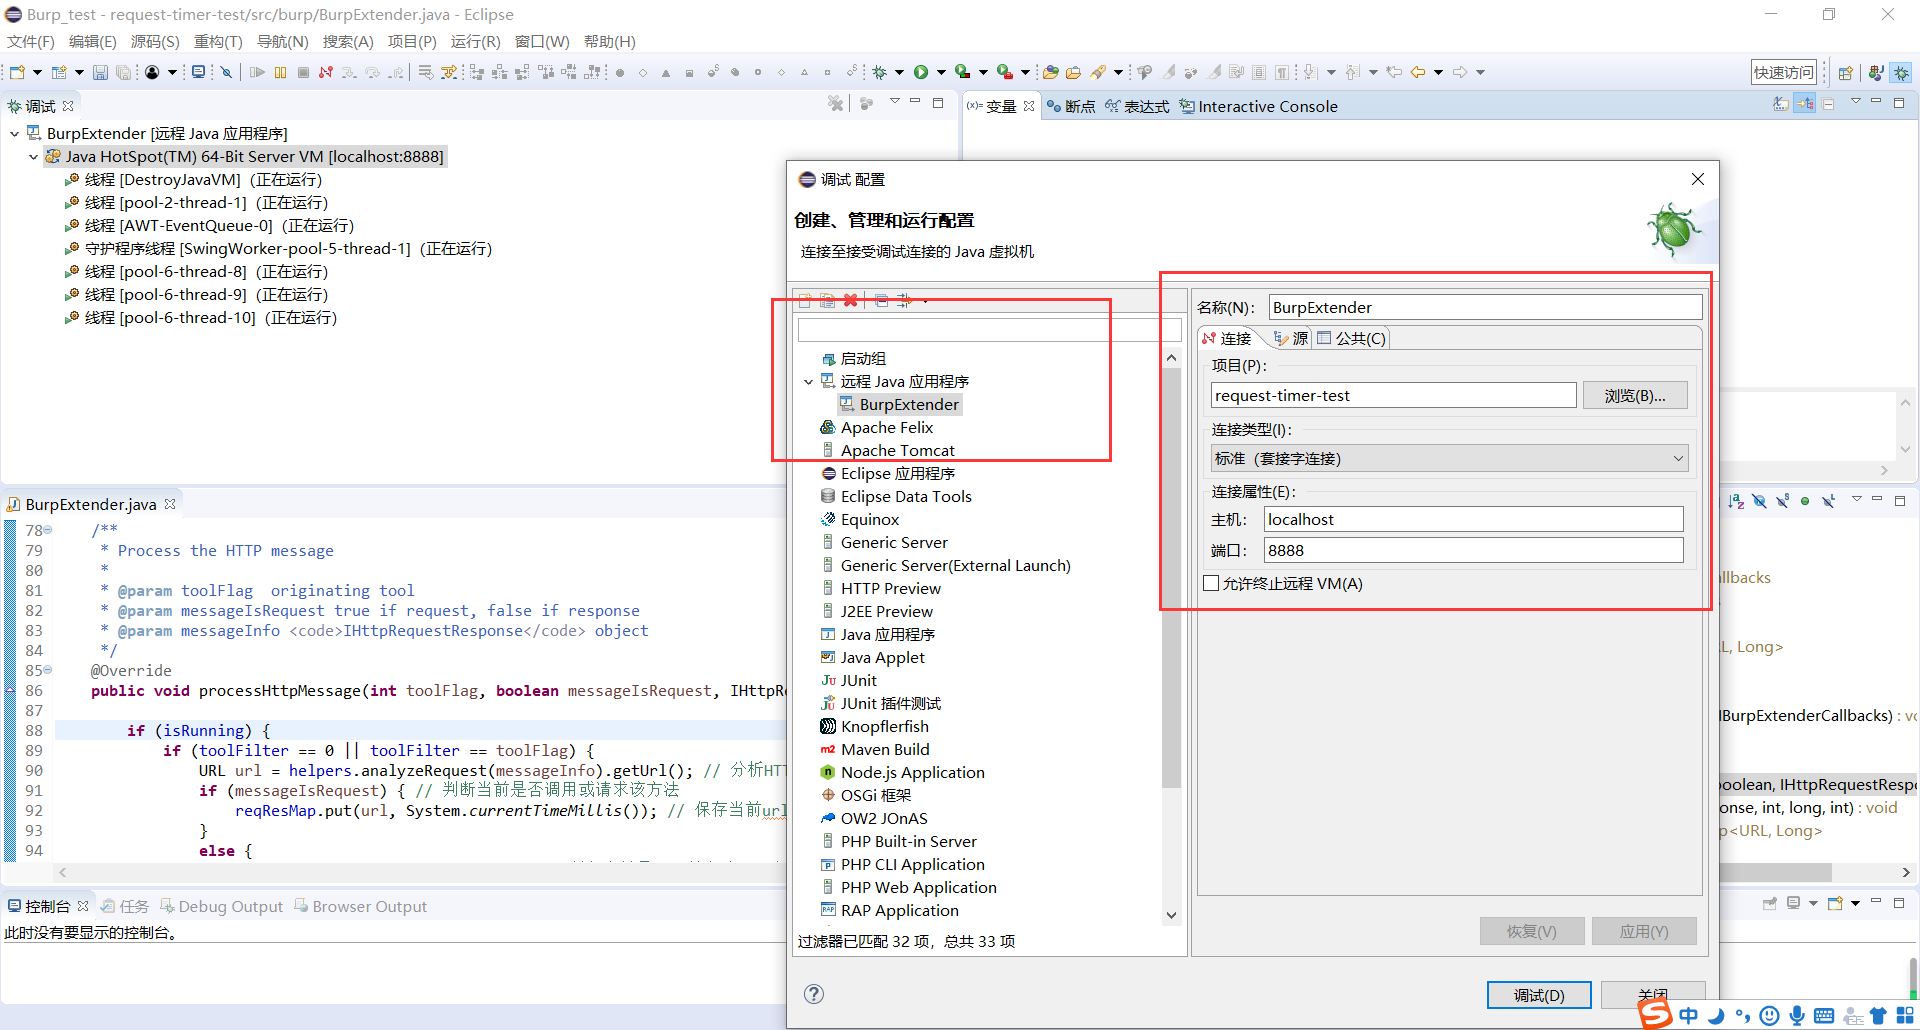 Burp_test - request-timer-test/src/burp/BurpExtender.java - Eclipse
文件(F) 编辑(E) 源码(S) 重构(T) 导航(N) 搜索(A) 项目(P) 运行(R) 窗口(W) 帮助(H)
快速访问
调试
BurpExtender [远程 Java 应用程序]
Java HotSpot(TM) 64-Bit Server VM [localhost:8888]
线程 [DestroyJavaVM]（正在运行）
线程 [pool-2-thread-1]（正在运行）
线程 [AWT-EventQueue-0]（正在运行）
守护程序线程 [SwingWorker-pool-5-thread-1]（正在运行）
线程 [pool-6-thread-8]（正在运行）
线程 [pool-6-thread-9]（正在运行）
线程 [pool-6-thread-10]（正在运行）
(x)= 变量 断点 表达式 Interactive Console
调试 配置
创建、管理和运行配置
连接至接受调试连接的 Java 虚拟机
启动组
远程 Java 应用程序
BurpExtender
Apache Felix
Apache Tomcat
Eclipse 应用程序
Eclipse Data Tools
Equinox
Generic Server
Generic Server(External Launch)
HTTP Preview
J2EE Preview
Java 应用程序
Java Applet
JUnit
JUnit 插件测试
Knopflerfish
Maven Build
Node.js Application
OSGi 框架
OW2 JOnAS
PHP Built-in Server
PHP CLI Application
PHP Web Application
RAP Application
过滤器已匹配 32 项，总共 33 项
名称(N)： BurpExtender
连接 源 公共(C)
项目(P)：
request-timer-test 浏览(B)...
连接类型(I)：
标准（套接字连接）
连接属性(E)：
主机： localhost
端口： 8888
允许终止远程 VM(A)
恢复(V) 应用(Y)
调试(D) 关闭
BurpExtender.java
78 /**
79 * Process the HTTP message
80 *
81 * @param toolFlag originating tool
82 * @param messageIsRequest true if request, false if response
83 * @param messageInfo <code>IHttpRequestResponse</code> object
84 */
85 @Override
86 public void processHttpMessage(int toolFlag, boolean messageIsRequest, IHttpR
87
88 if (isRunning) {
89 if (toolFilter == 0 || toolFilter == toolFlag) {
90 URL url = helpers.analyzeRequest(messageInfo).getUrl(); // 分析HTT
91 if (messageIsRequest) { // 判断当前是否调用或请求该方法
92 reqResMap.put(url, System.currentTimeMillis()); // 保存当前url
93 }
94 else {
llbacks
L, Long>
IBurpExtenderCallbacks) : vo
boolean, IHttpRequestRespo
onse, int, long, int) : void
p<URL, Long>
控制台 任务 Debug Output Browser Output
此时没有要显示的控制台。
中